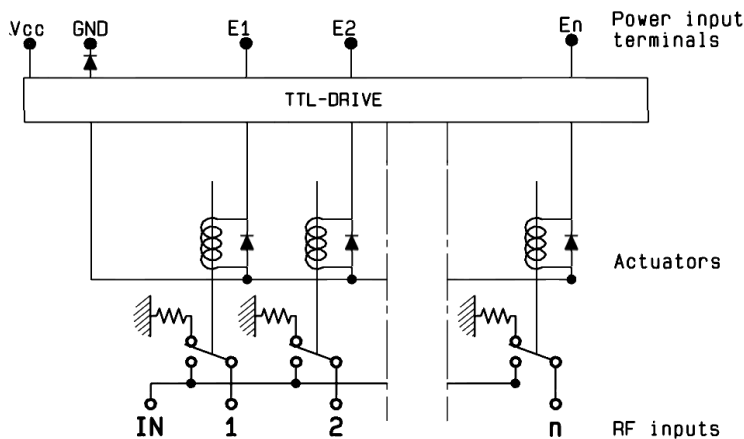 Vcc GND E1 E2 En Power input
terminals
TTL-DRIVE
Actuators
IN 1 2 n RF inputs